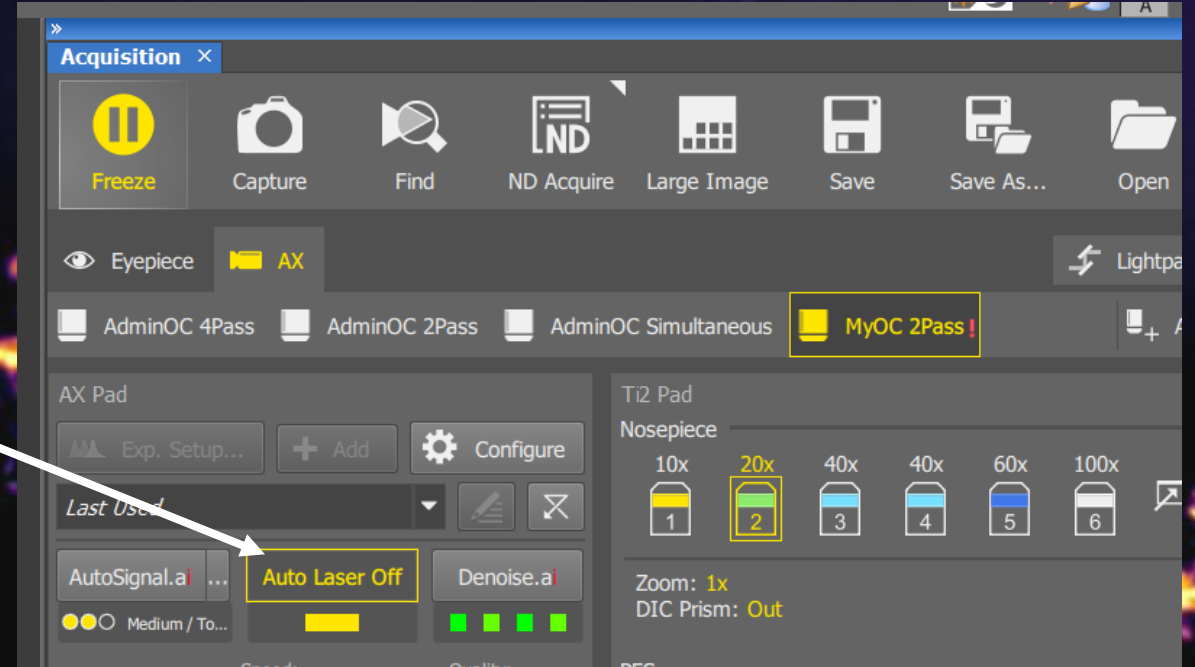 A
»
Acquisition ×
Freeze Capture Find ND ND Acquire Large Image Save Save As... Open
Eyepiece AX Lightpa
AdminOC 4Pass AdminOC 2Pass AdminOC Simultaneous MyOC 2Pass! A
AX Pad
Exp. Setup... Add Configure
Last Used
AutoSignal.ai ... Auto Laser Off Denoise.ai
Medium / To...
Speed: Quality:
Ti2 Pad
Nosepiece
10x 20x 40x 40x 60x 100x
1 2 3 4 5 6
Zoom: 1x
DIC Prism: Out
PFS